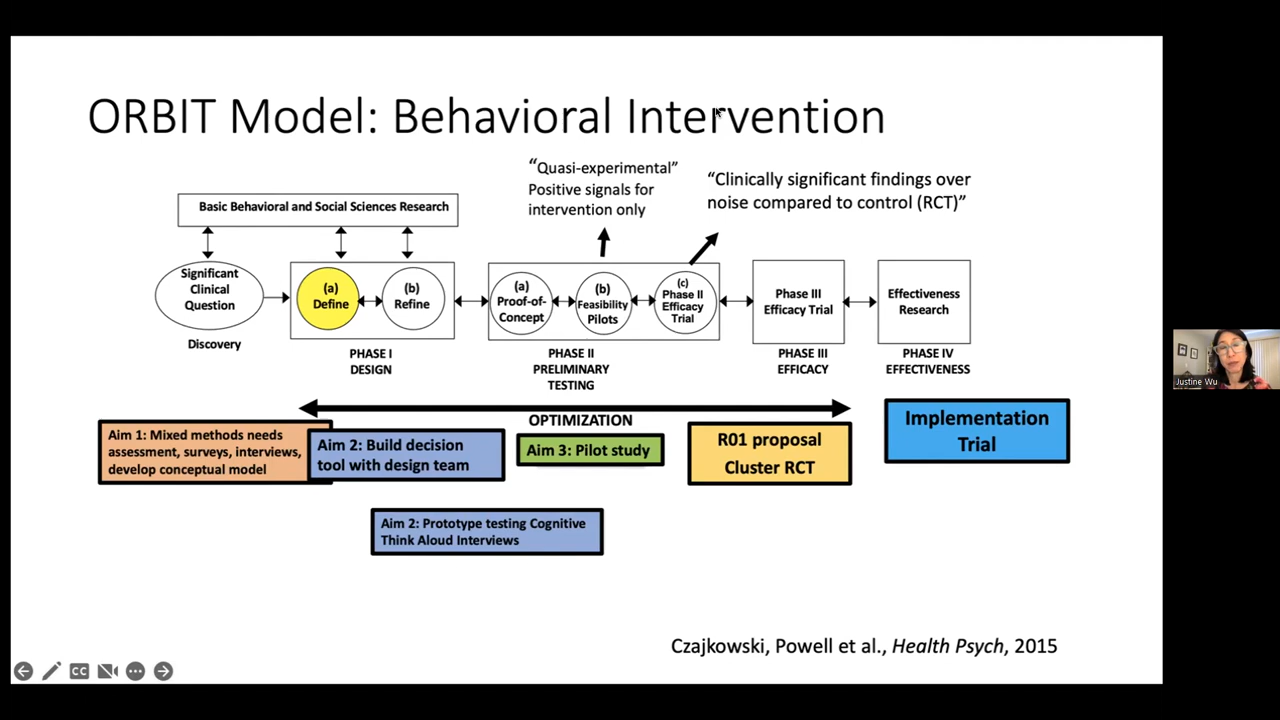 ORBIT Model: Behavioral Intervention
“Quasi-experimental”
Positive signals for
intervention only
“Clinically significant findings over
noise compared to control (RCT)”
Basic Behavioral and Social Sciences Research
Significant
Clinical
Question
Discovery
(a)
Define
(b)
Refine
PHASE I
DESIGN
(a)
Proof-of-
Concept
(b)
Feasibility
Pilots
(c)
Phase II
Efficacy
Trial
PHASE II
PRELIMINARY
TESTING
Phase III
Efficacy Trial
PHASE III
EFFICACY
Effectiveness
Research
PHASE IV
EFFECTIVENESS
OPTIMIZATION
Aim 1: Mixed methods needs
assessment, surveys, interviews,
develop conceptual model
Aim 2: Build decision
tool with design team
Aim 3: Pilot study
R01 proposal
Cluster RCT
Implementation
Trial
Aim 2: Prototype testing Cognitive
Think Aloud Interviews
Czajkowski, Powell et al., Health Psych, 2015
CC
Justine Wu